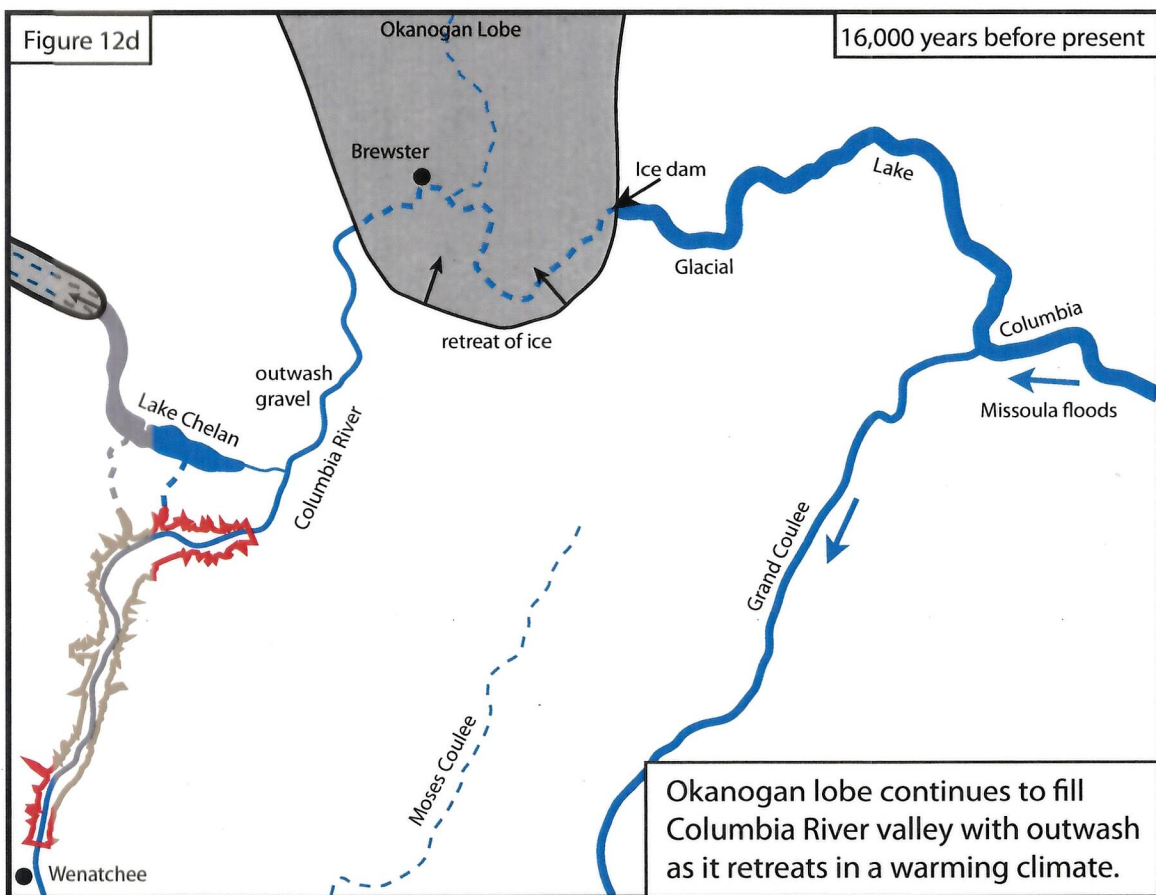 Figure 12d
Okanogan Lobe
16,000 years before present
Brewster
Ice dam
Lake
Glacial
Columbia
retreat of ice
Missoula floods
outwash
gravel
Lake Chelan
Columbia River
Grand Coulee
Moses Coulee
Wenatchee
Okanogan lobe continues to fill
Columbia River valley with outwash
as it retreats in a warming climate.